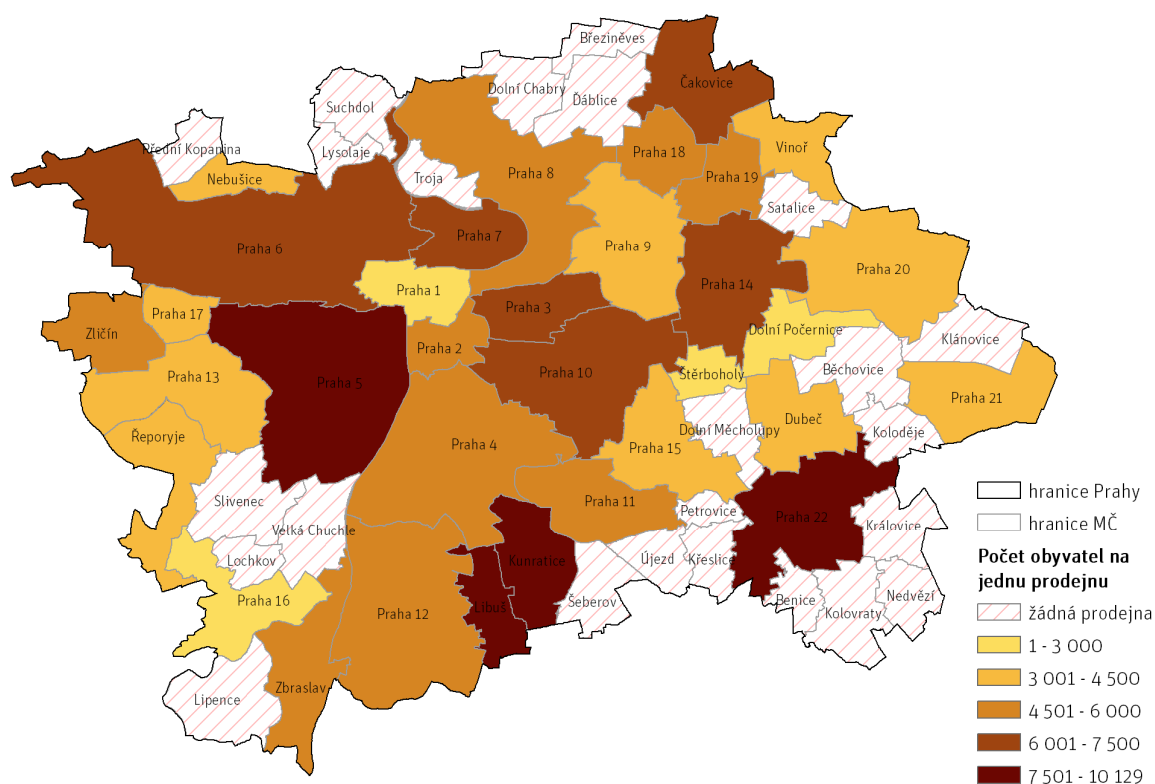 Březiněves
Dolní Chabry
Čakovice
Ďáblice
Suchdol
Přední Kopanina
Lysolaje
Praha 18
Vinoř
Nebušice
Troja
Praha 8
Praha 19
Satalice
Praha 6
Praha 7
Praha 9
Praha 20
Praha 14
Praha 1
Praha 3
Praha 17
Dolní Počernice
Zličín
Praha 2
Klánovice
Praha 13
Praha 5
Praha 10
Štěrboholy
Běchovice
Praha 21
Řeporyje
Praha 4
Praha 15
Dolní Měcholupy
Dubeč
Koloděje
Slivenec
Velká Chuchle
Praha 11
Petrovice
Praha 22
Královice
Lochkov
Kunratice
Újezd
Křeslice
Praha 16
Praha 12
Libuš
Šeberov
Benice
Kolovraty
Nedvězí
Lipence
Zbraslav
hranice Prahy
hranice MČ
Počet obyvatel na
jednu prodejnu
žádná prodejna
1 - 3 000
3 001 - 4 500
4 501 - 6 000
6 001 - 7 500
7 501 - 10 129